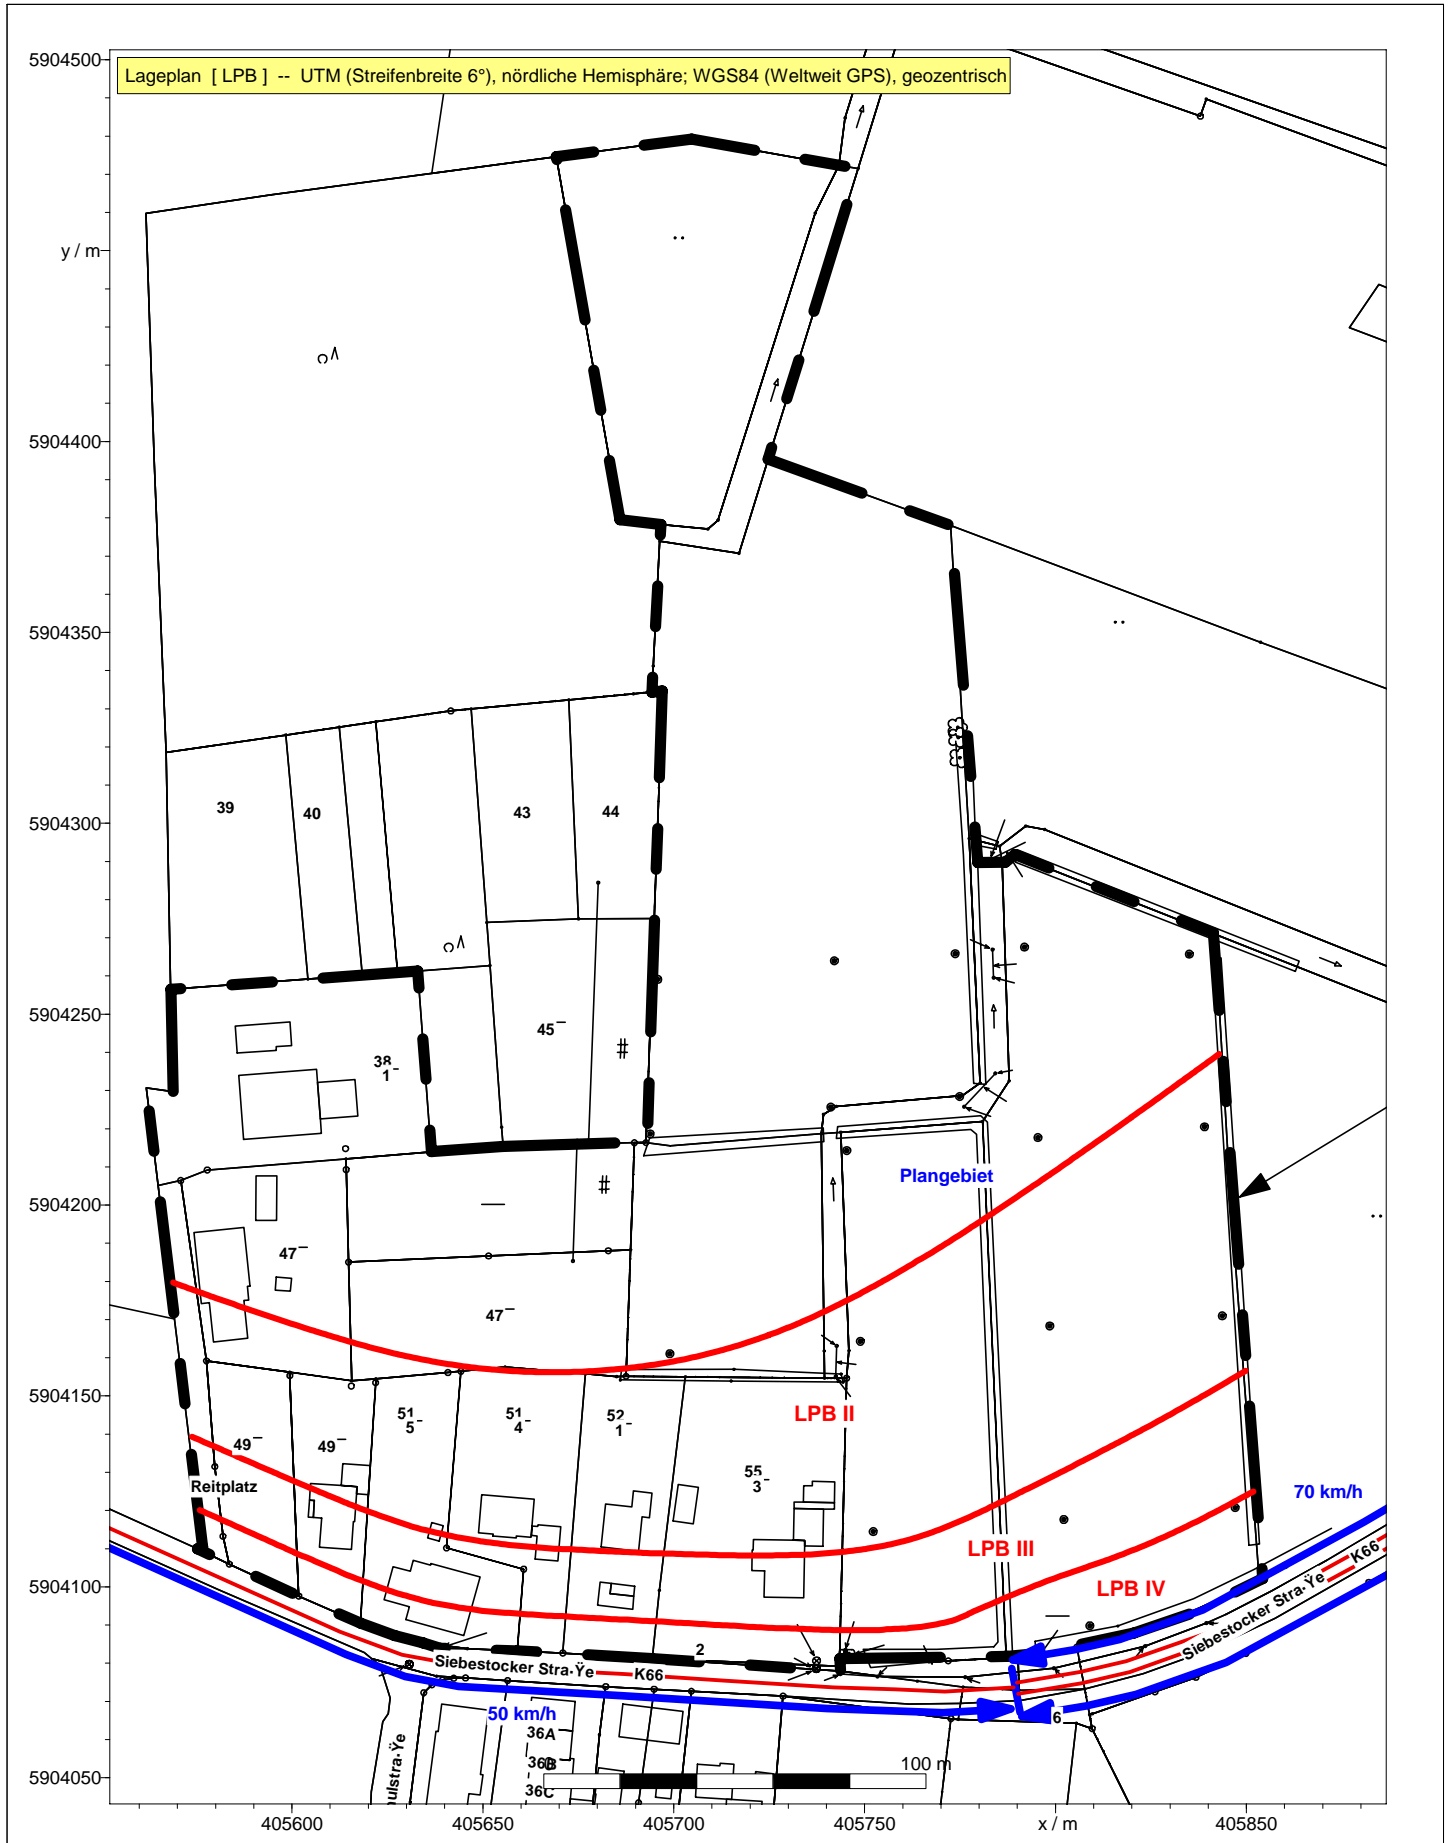 5904500
Lageplan [ LPB ] -- UTM (Streifenbreite 6°), nördliche Hemisphäre; WGS84 (Weltweit GPS), geozentrisch
y / m
5904400
5904350
5904300
39
40
43
44
5904250
45
38
1
5904200
Plangebiet
47
47
5904150
LPB II
51
5
51
4
52
1
49
49
55
3
Reitplatz
70 km/h
LPB III
K66
5904100
LPB IV
Siebestocker Stra-Ÿe
2
Siebestocker Stra-Ÿe
K66
50 km/h
6
36A
36B
100 m
36C
ulstra-Ÿe
5904050
405600
405650
405700
405750
x / m
405850